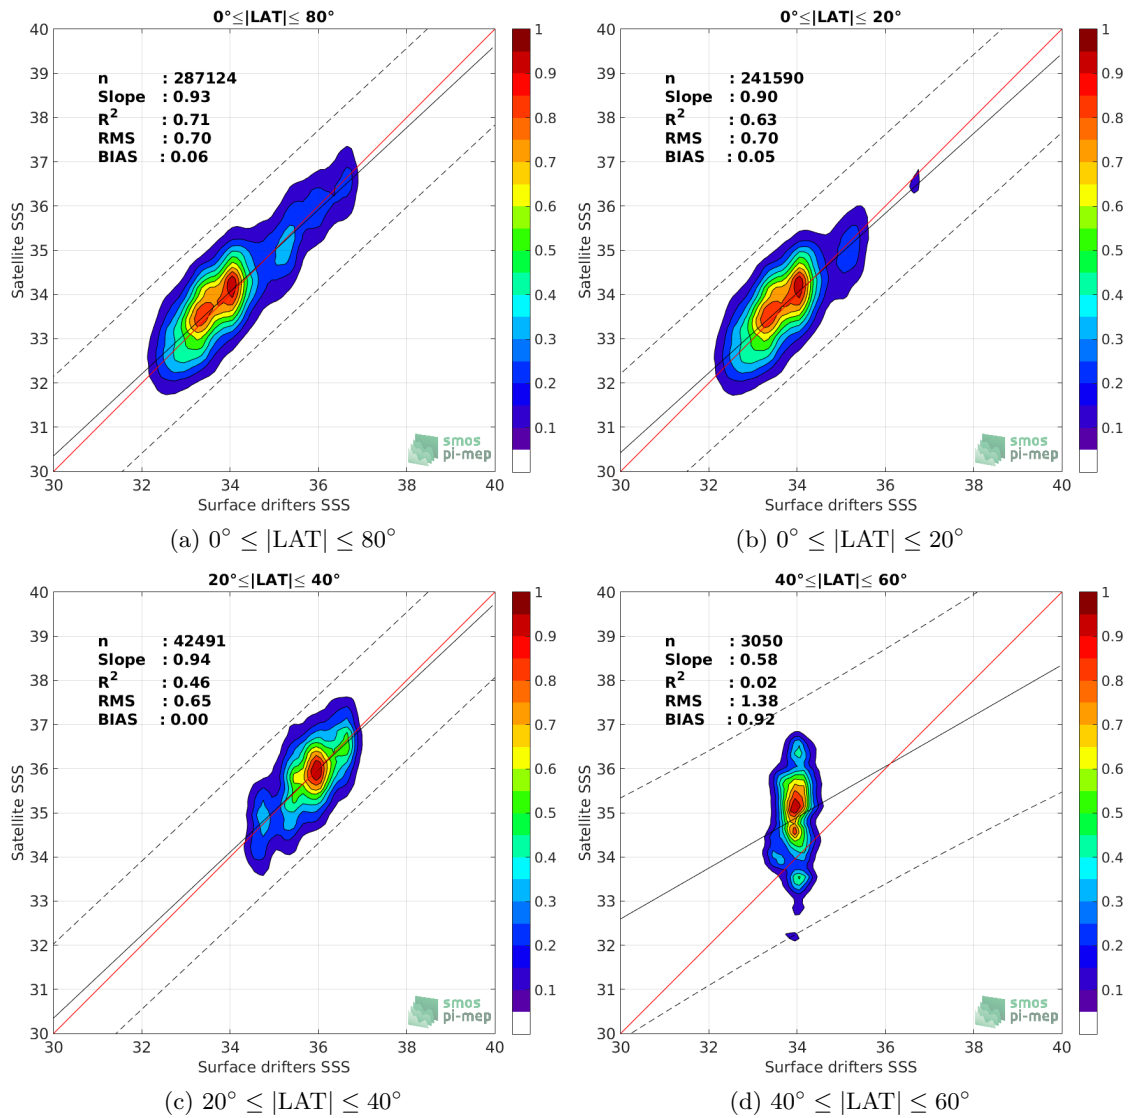 0°≤|LAT|≤ 80°
40
39
38
37
36
35
34
33
32
31
30
Satellite SSS
n : 287124
Slope : 0.93
R² : 0.71
RMS : 0.70
BIAS : 0.06
smos
pi-mep
30 32 34 36 38 40
Surface drifters SSS
1
0.9
0.8
0.7
0.6
0.5
0.4
0.3
0.2
0.1
(a) 0° ≤ |LAT| ≤ 80°
0°≤|LAT|≤ 20°
40
39
38
37
36
35
34
33
32
31
30
Satellite SSS
n : 241590
Slope : 0.90
R² : 0.63
RMS : 0.70
BIAS : 0.05
smos
pi-mep
30 32 34 36 38 40
Surface drifters SSS
1
0.9
0.8
0.7
0.6
0.5
0.4
0.3
0.2
0.1
(b) 0° ≤ |LAT| ≤ 20°
20°≤|LAT|≤ 40°
40
39
38
37
36
35
34
33
32
31
30
Satellite SSS
n : 42491
Slope : 0.94
R² : 0.46
RMS : 0.65
BIAS : 0.00
smos
pi-mep
30 32 34 36 38 40
Surface drifters SSS
1
0.9
0.8
0.7
0.6
0.5
0.4
0.3
0.2
0.1
(c) 20° ≤ |LAT| ≤ 40°
40°≤|LAT|≤ 60°
40
39
38
37
36
35
34
33
32
31
30
Satellite SSS
n : 3050
Slope : 0.58
R² : 0.02
RMS : 1.38
BIAS : 0.92
smos
pi-mep
30 32 34 36 38 40
Surface drifters SSS
1
0.9
0.8
0.7
0.6
0.5
0.4
0.3
0.2
0.1
(d) 40° ≤ |LAT| ≤ 60°